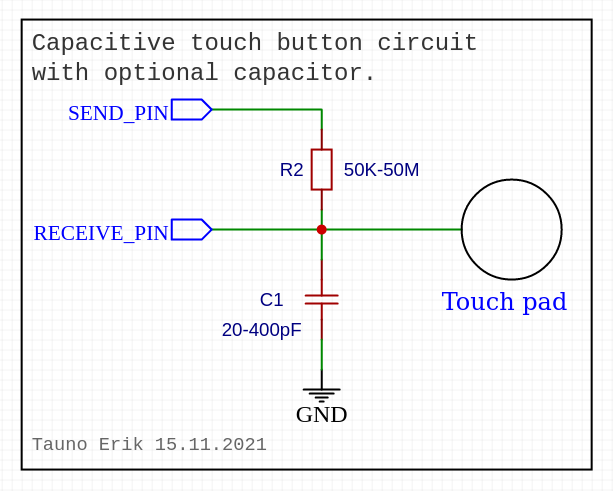 Capacitive touch button circuit
with optional capacitor.
SEND_PIN
R2 50K-50M
RECEIVE_PIN
C1
20-400pF
Touch pad
GND
Tauno Erik 15.11.2021